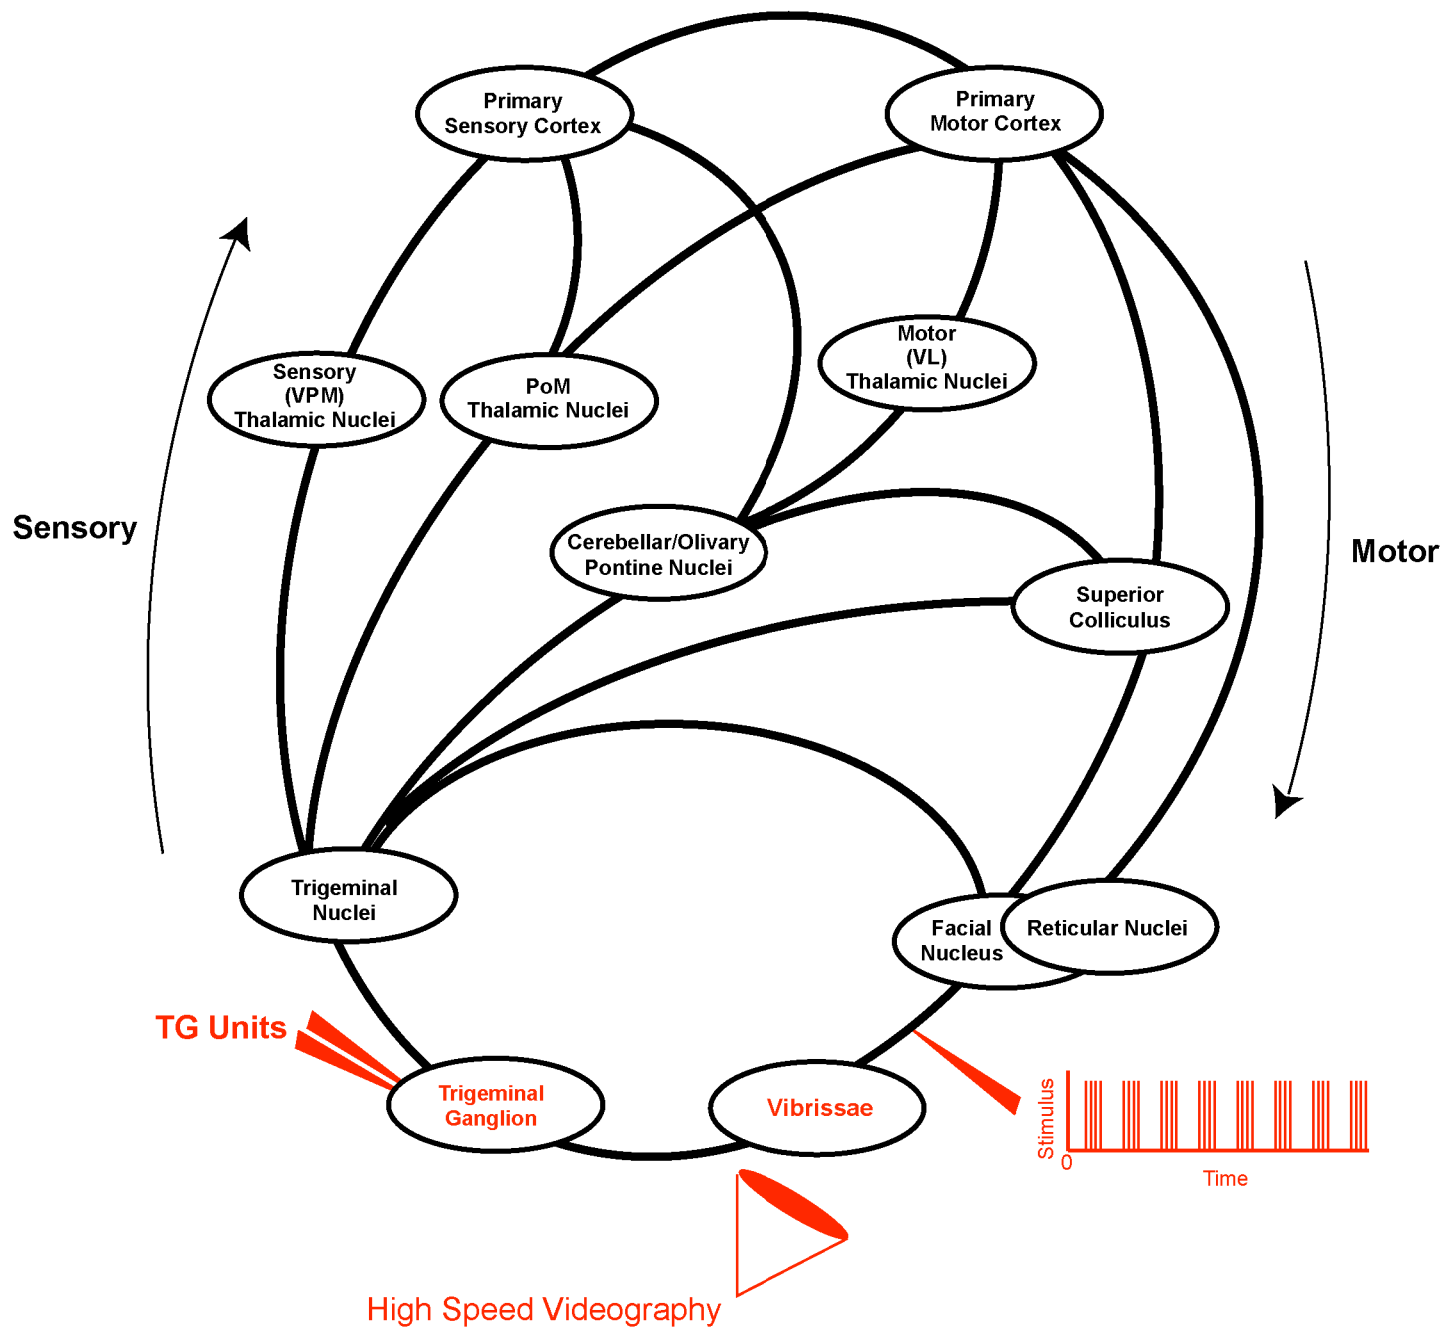 Primary
Sensory Cortex
Primary
Motor Cortex
Sensory
(VPM)
Thalamic Nuclei
PoM
Thalamic Nuclei
Motor
(VL)
Thalamic Nuclei
Sensory
Cerebellar/Olivary
Pontine Nuclei
Motor
Superior
Colliculus
Trigeminal
Nuclei
Facial
Nucleus
Reticular Nuclei
TG Units
Trigeminal
Ganglion
Vibrissae
Stimulus
0
Time
High Speed Videography